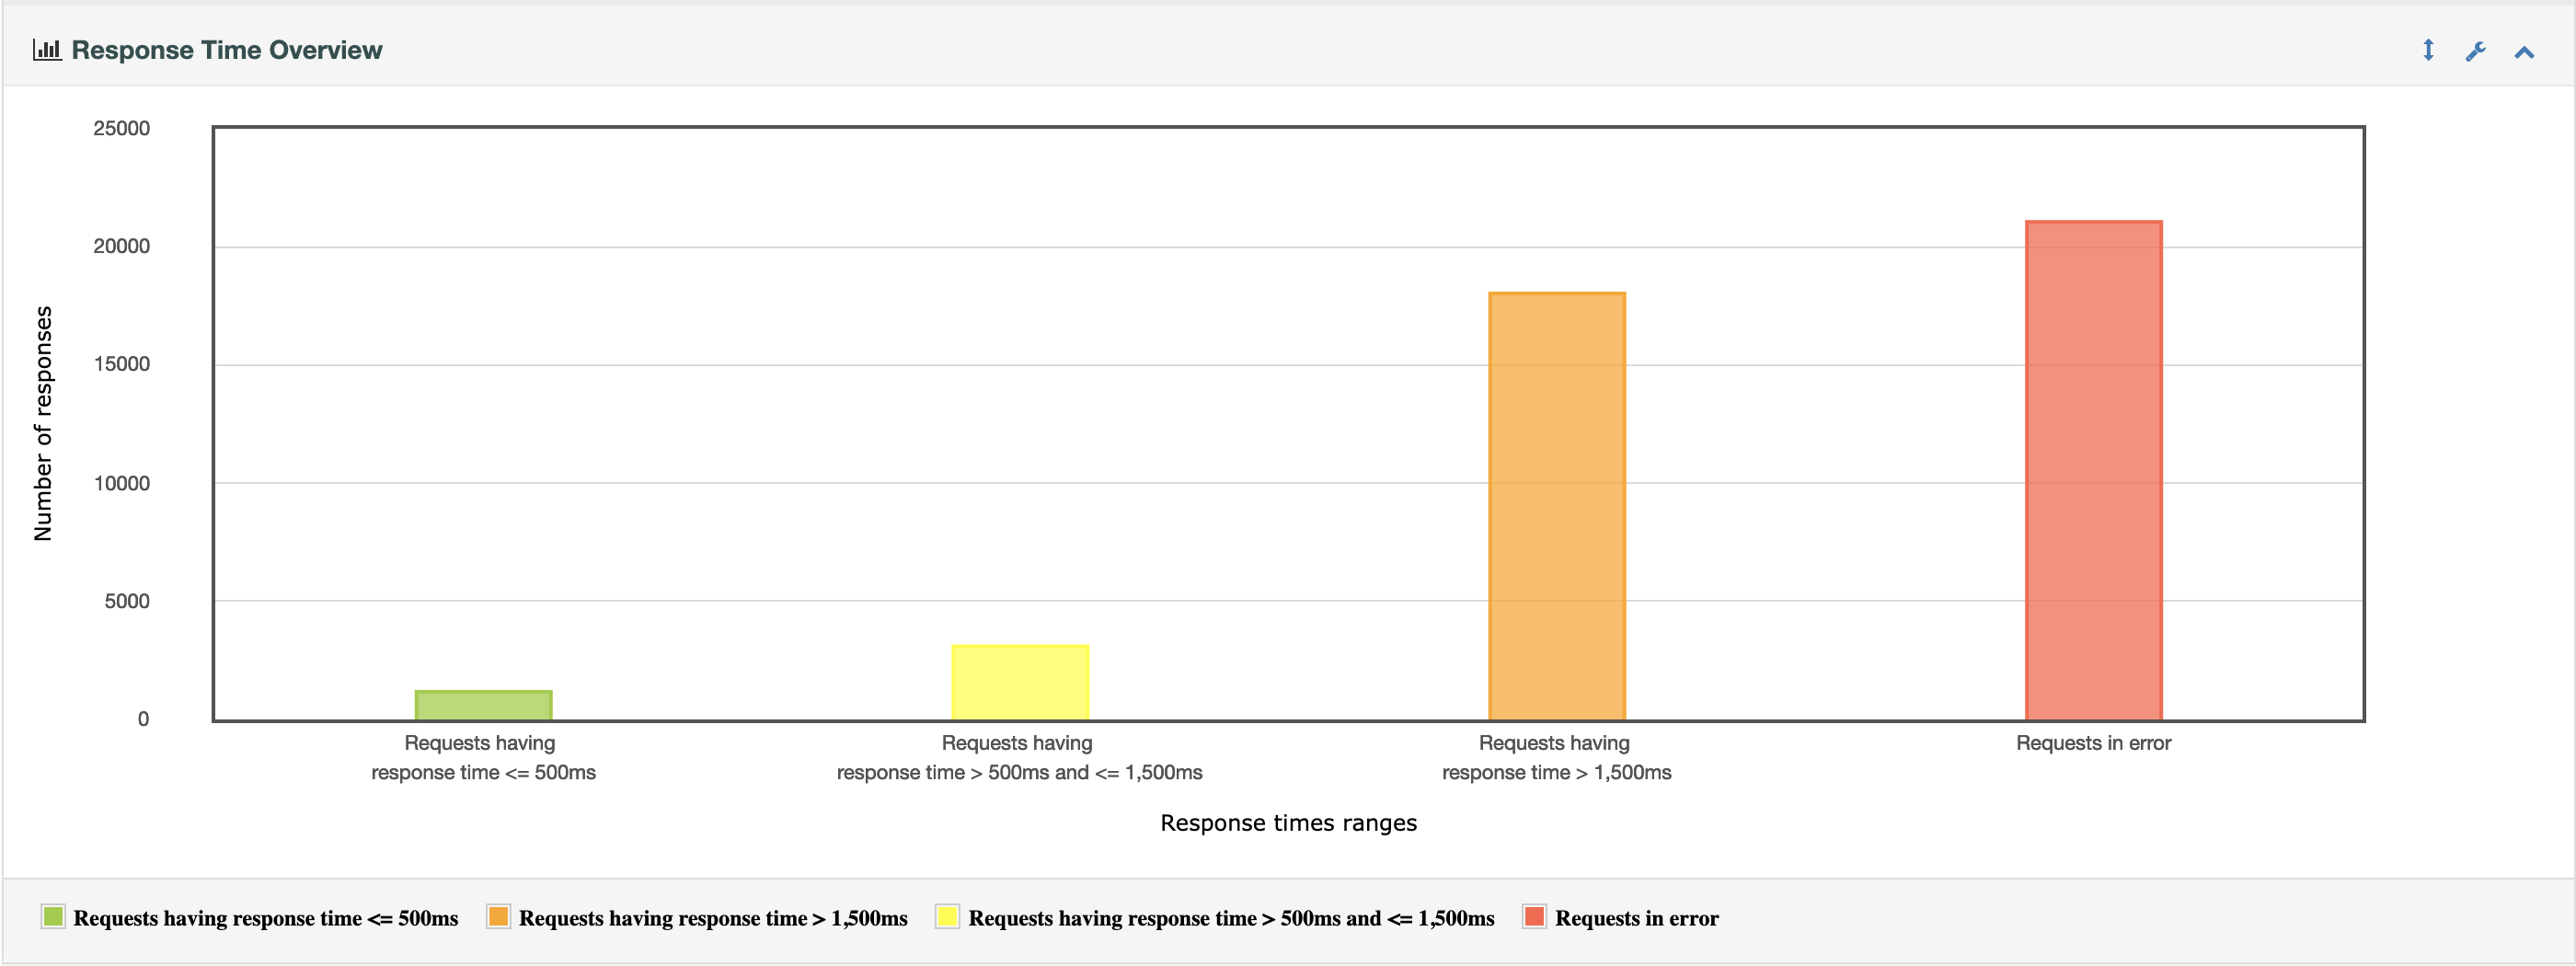 Response Time Overview
25000
20000
15000
10000
5000
0
Number of responses
Requests having
response time <= 500ms
Requests having
response time > 500ms and <= 1,500ms
Requests having
response time > 1,500ms
Requests in error
Response times ranges
Requests having response time <= 500ms
Requests having response time > 1,500ms
Requests having response time > 500ms and <= 1,500ms
Requests in error